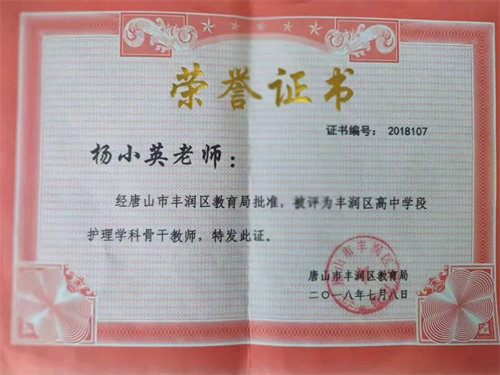 荣誉证书
证书编号： 2018107
杨小英老师：
经唐山市丰润区教育局批准，被评为丰润区高中学段
护理学科骨干教师，特发此证。
唐山市丰润区教育局
二〇一八年七月八日